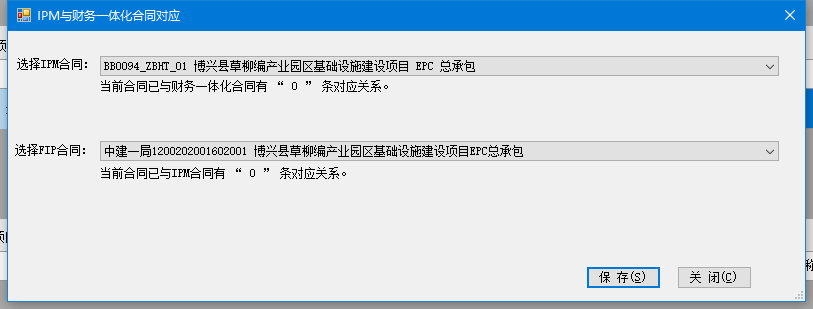 IPM与财务一体化合同对应
选择IPM合同： BB0094_ZBHT_01 博兴县草柳编产业园区基础设施建设项目 EPC 总承包
当前合同已与财务一体化合同有 “ 0 ” 条对应关系。
选择FIP合同： 中建一局1200202001602001 博兴县草柳编产业园区基础设施建设项目EPC总承包
当前合同已与IPM合同有 “ 0 ” 条对应关系。
保 存(S) 关 闭(C)